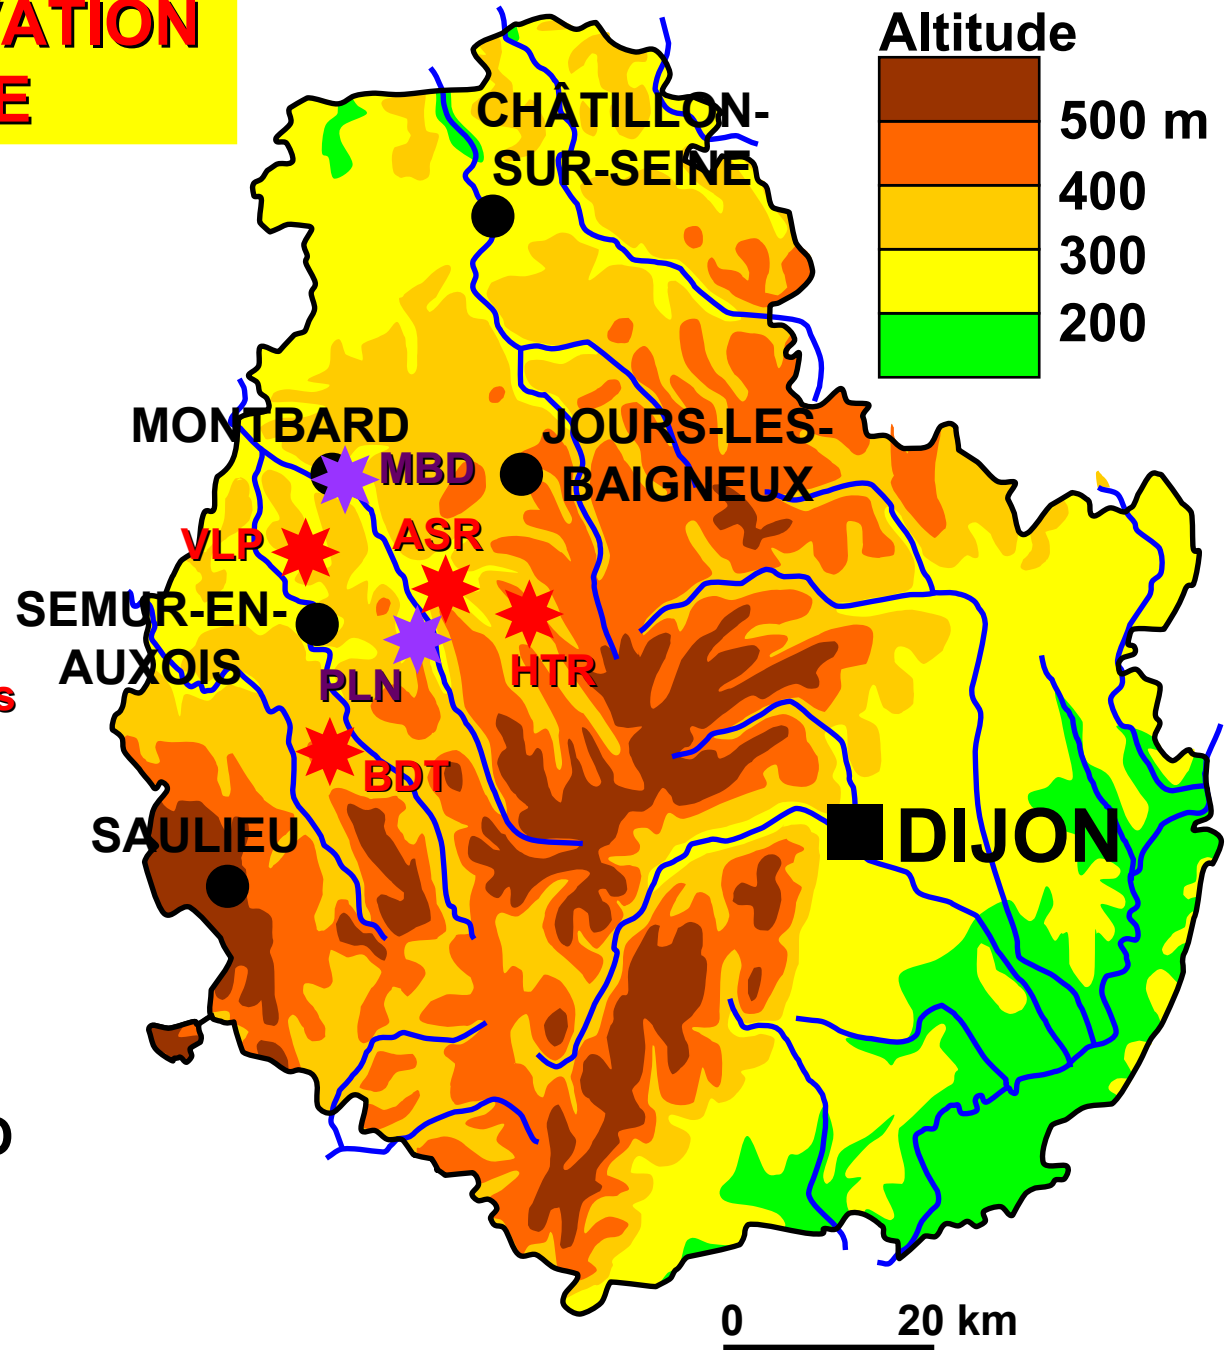 VATION
E
Altitude
500 m
400
300
200
CHÂTILLON-
SUR-SEINE
MONTBARD
MBD
JOURS-LES-
BAIGNEUX
VLP
ASR
SEMUR-EN-
AUXOIS
HTR
PLN
s
BDT
SAULIEU
DIJON
0 20 km